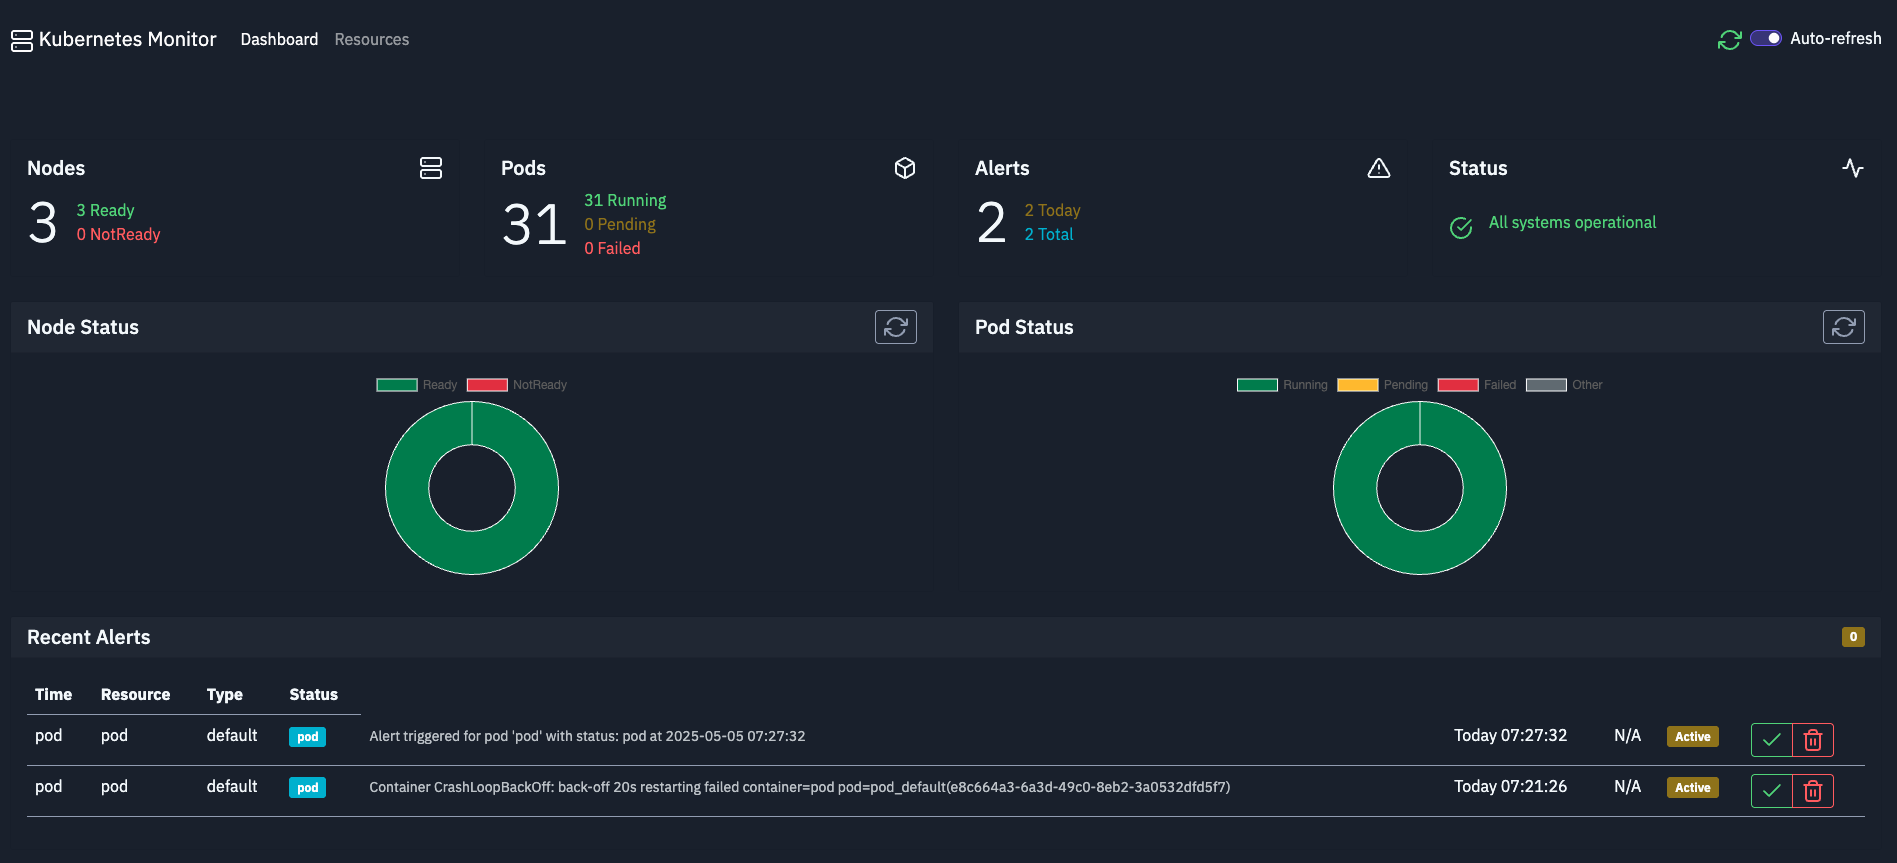 Kubernetes Monitor Dashboard Resources Auto-refresh
Nodes
3
3 Ready
0 NotReady
Pods
31
31 Running
0 Pending
0 Failed
Alerts
2
2 Today
2 Total
Status
All systems operational
Node Status
Ready NotReady
Pod Status
Running Pending Failed Other
Recent Alerts 0
Time Resource Type Status
pod pod default pod Alert triggered for pod 'pod' with status: pod at 2025-05-05 07:27:32 Today 07:27:32 N/A Active
pod pod default pod Container CrashLoopBackOff: back-off 20s restarting failed container=pod pod=pod_default(e8c664a3-6a3d-49c0-8eb2-3a0532dfd5f7) Today 07:21:26 N/A Active